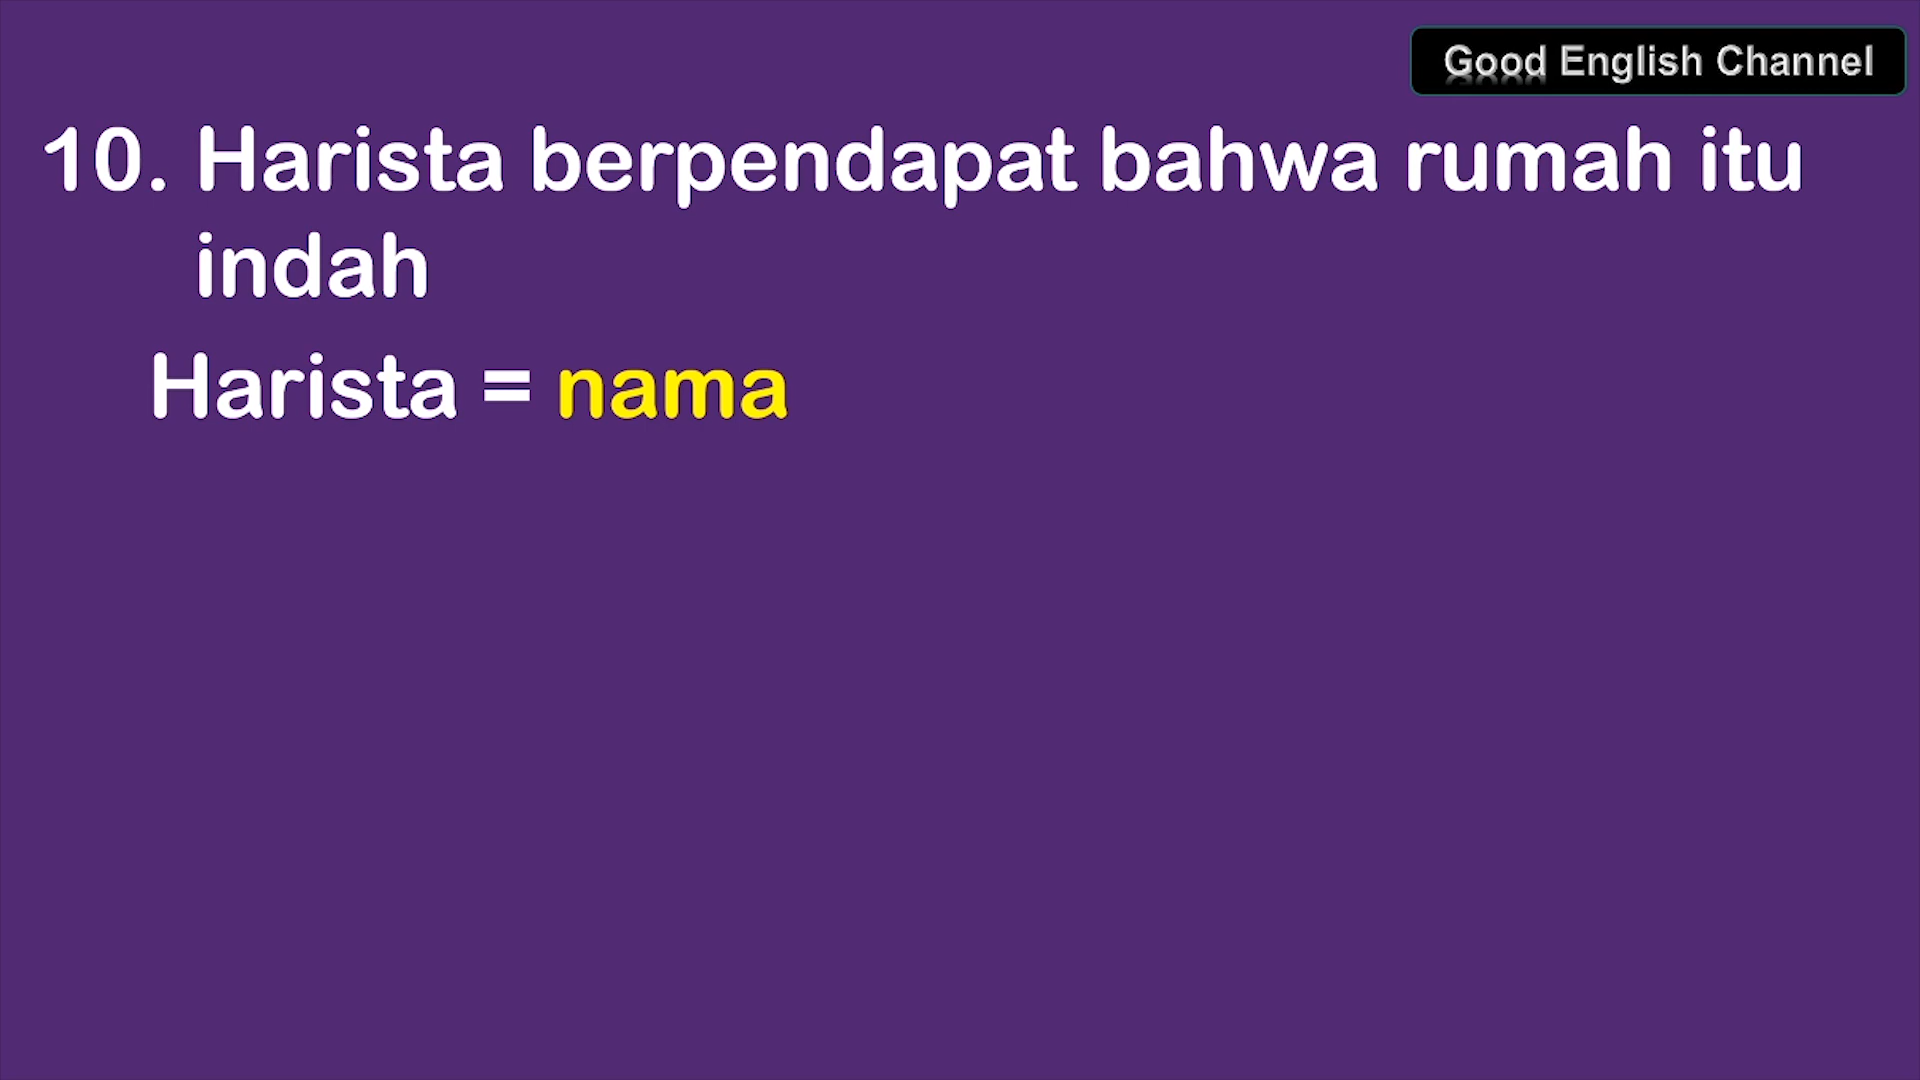 Good English Channel
10. Harista berpendapat bahwa rumah itu
indah
Harista = nama